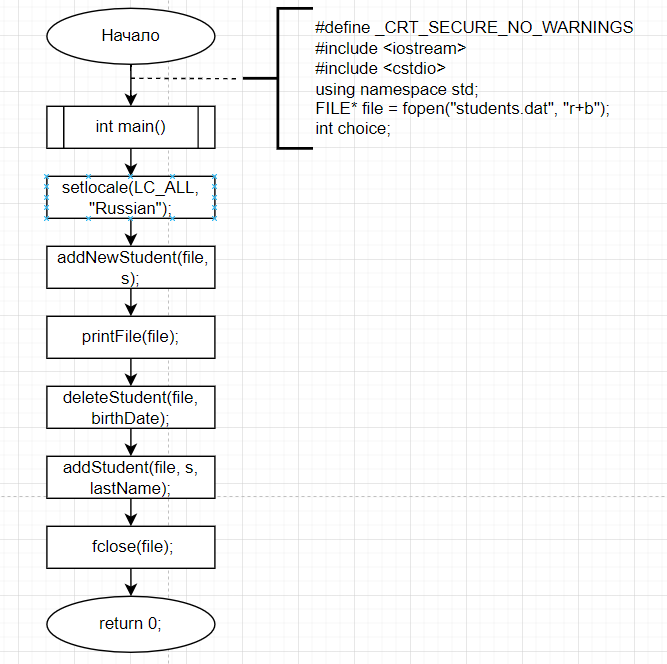 Начало
#define _CRT_SECURE_NO_WARNINGS
#include <iostream>
#include <cstdio>
using namespace std;
FILE* file = fopen("students.dat", "r+b");
int choice;
int main()
setlocale(LC_ALL,
"Russian");
addNewStudent(file,
s);
printFile(file);
deleteStudent(file,
birthDate);
addStudent(file, s,
lastName);
fclose(file);
return 0;